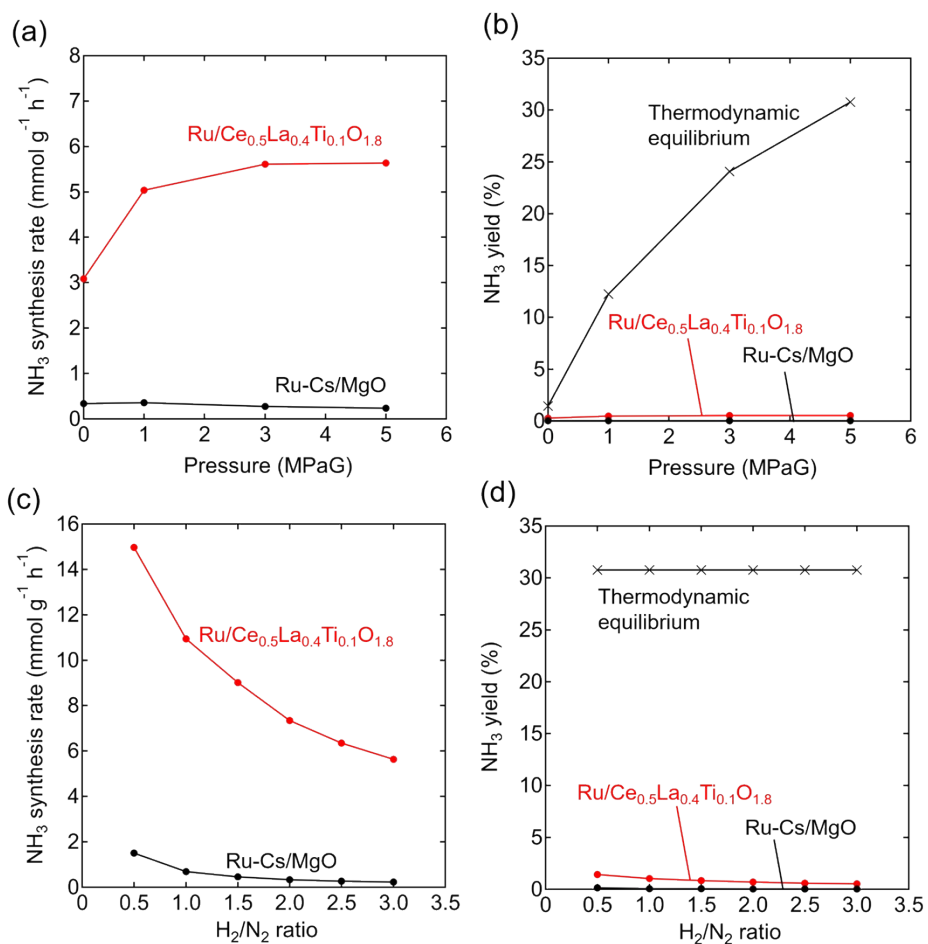 (a)
8
7
6
5
4
3
2
1
0
NH₃ synthesis rate (mmol g⁻¹ h⁻¹)
Ru/Ce₀.₅La₀.₄Ti₀.₁O₁.₈
Ru-Cs/MgO
0 1 2 3 4 5 6
Pressure (MPaG)
(b)
35
30
25
20
15
10
5
0
NH₃ yield (%)
Thermodynamic
equilibrium
Ru/Ce₀.₅La₀.₄Ti₀.₁O₁.₈
Ru-Cs/MgO
0 1 2 3 4 5 6
Pressure (MPaG)
(c)
16
14
12
10
8
6
4
2
0
NH₃ synthesis rate (mmol g⁻¹ h⁻¹)
Ru/Ce₀.₅La₀.₄Ti₀.₁O₁.₈
Ru-Cs/MgO
0 0.5 1.0 1.5 2.0 2.5 3.0 3.5
H₂/N₂ ratio
(d)
35
30
25
20
15
10
5
0
NH₃ yield (%)
Thermodynamic
equilibrium
Ru/Ce₀.₅La₀.₄Ti₀.₁O₁.₈
Ru-Cs/MgO
0 0.5 1.0 1.5 2.0 2.5 3.0 3.5
H₂/N₂ ratio